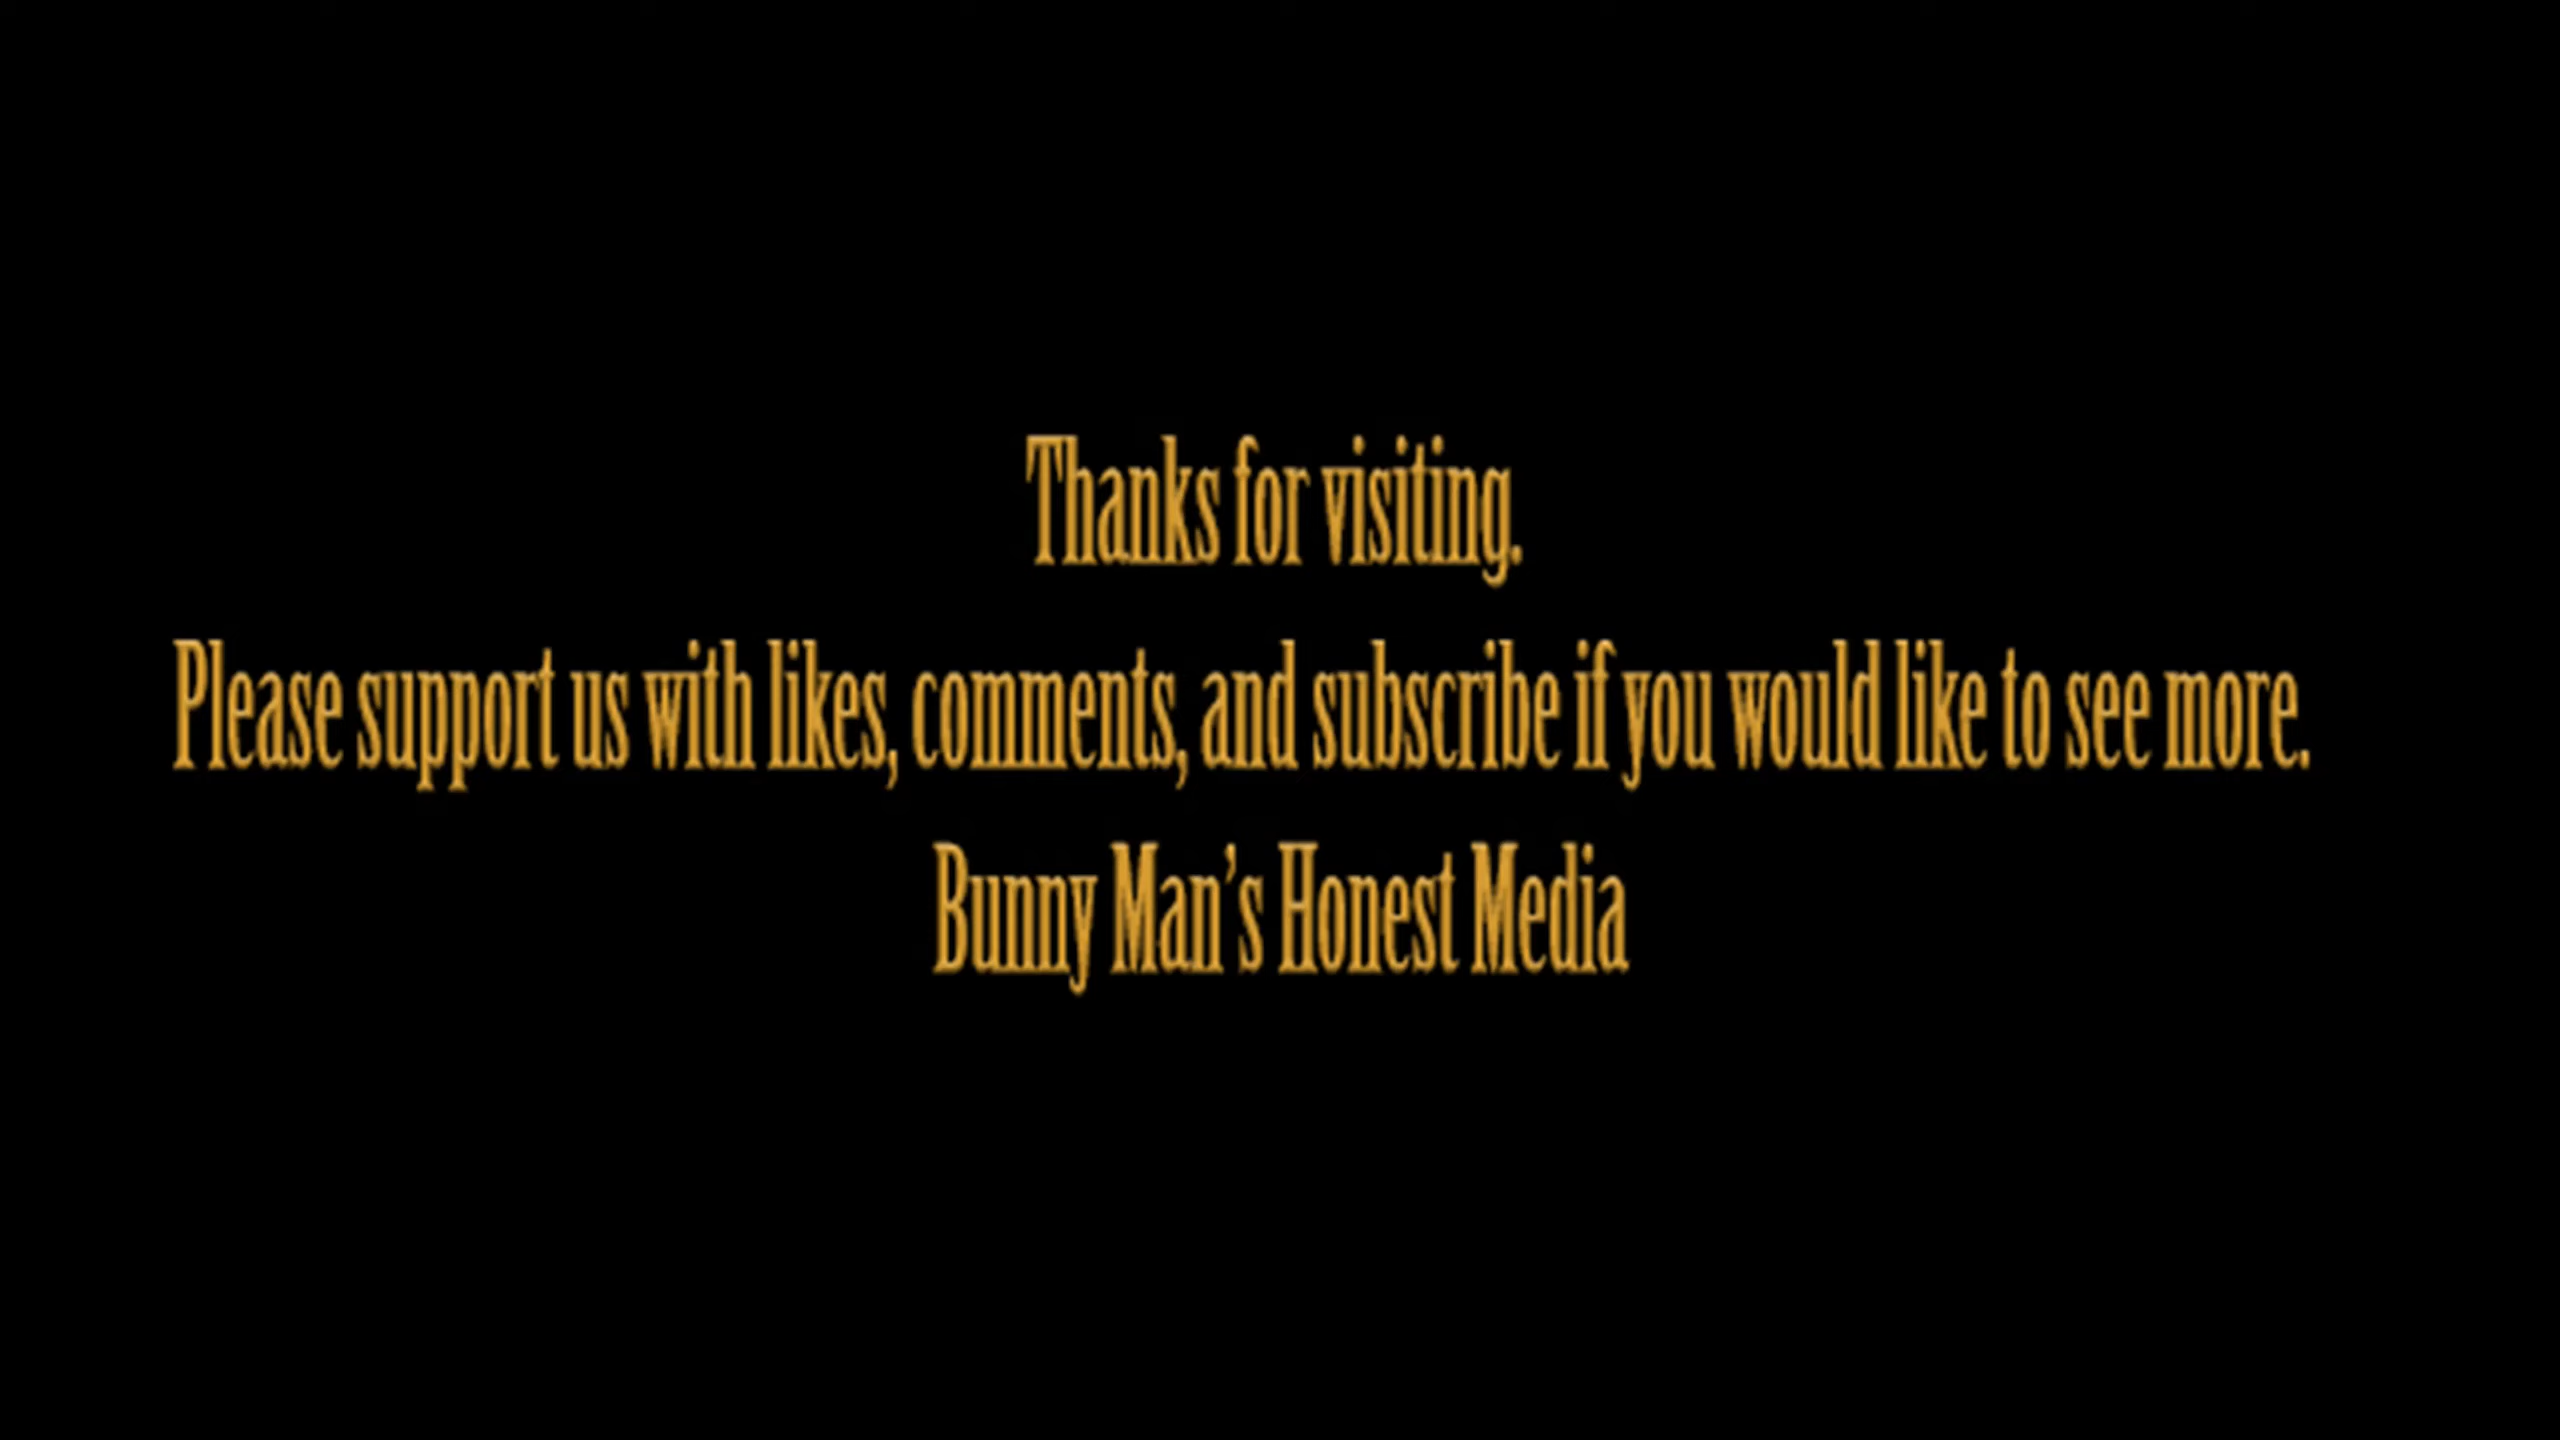 Thanks for visiting.
Please support us with likes, comments, and subscribe if you would like to see more.
Bunny Man’s Honest Media